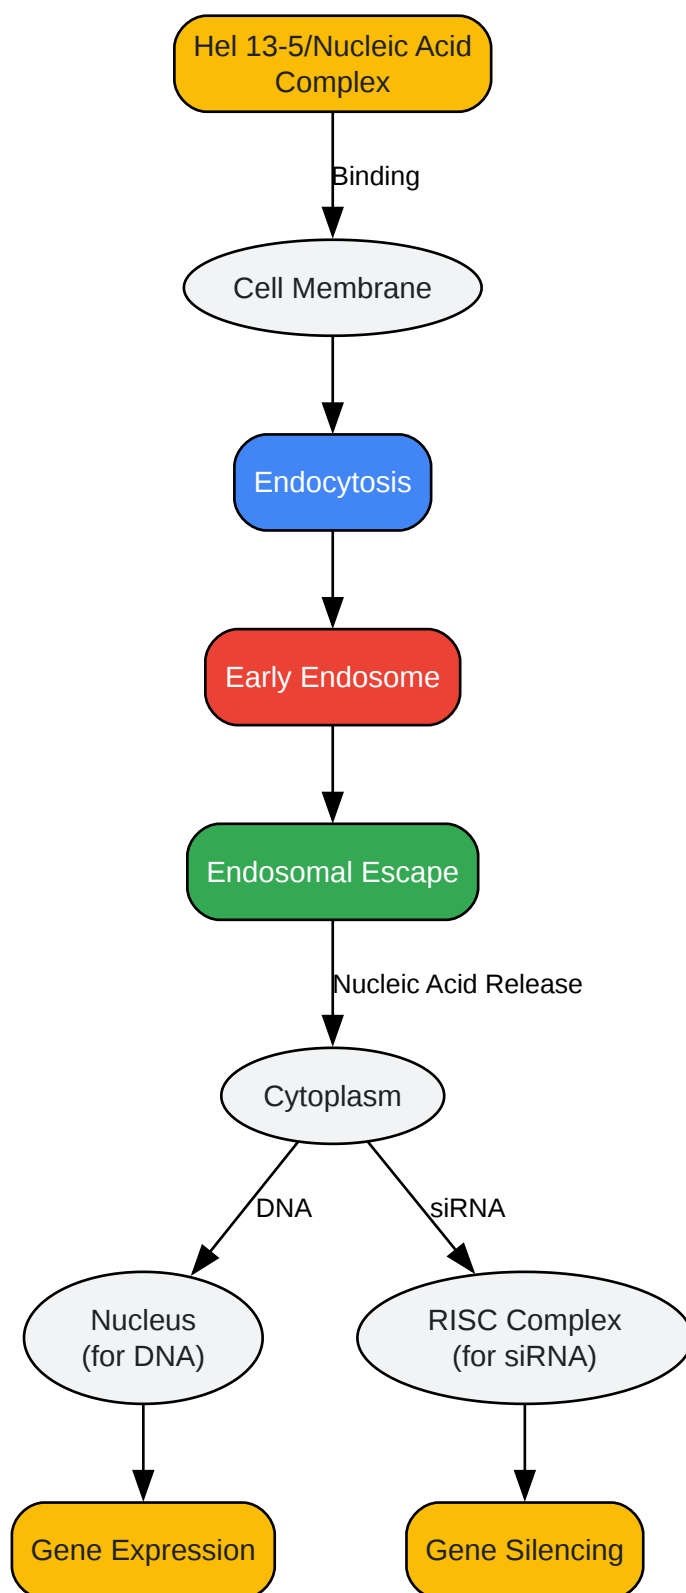 Hel 13-5/Nucleic Acid
Complex
Binding
Cell Membrane
Endocytosis
Early Endosome
Endosomal Escape
Nucleic Acid Release
Cytoplasm
DNA
siRNA
Nucleus
(for DNA)
RISC Complex
(for siRNA)
Gene Expression
Gene Silencing